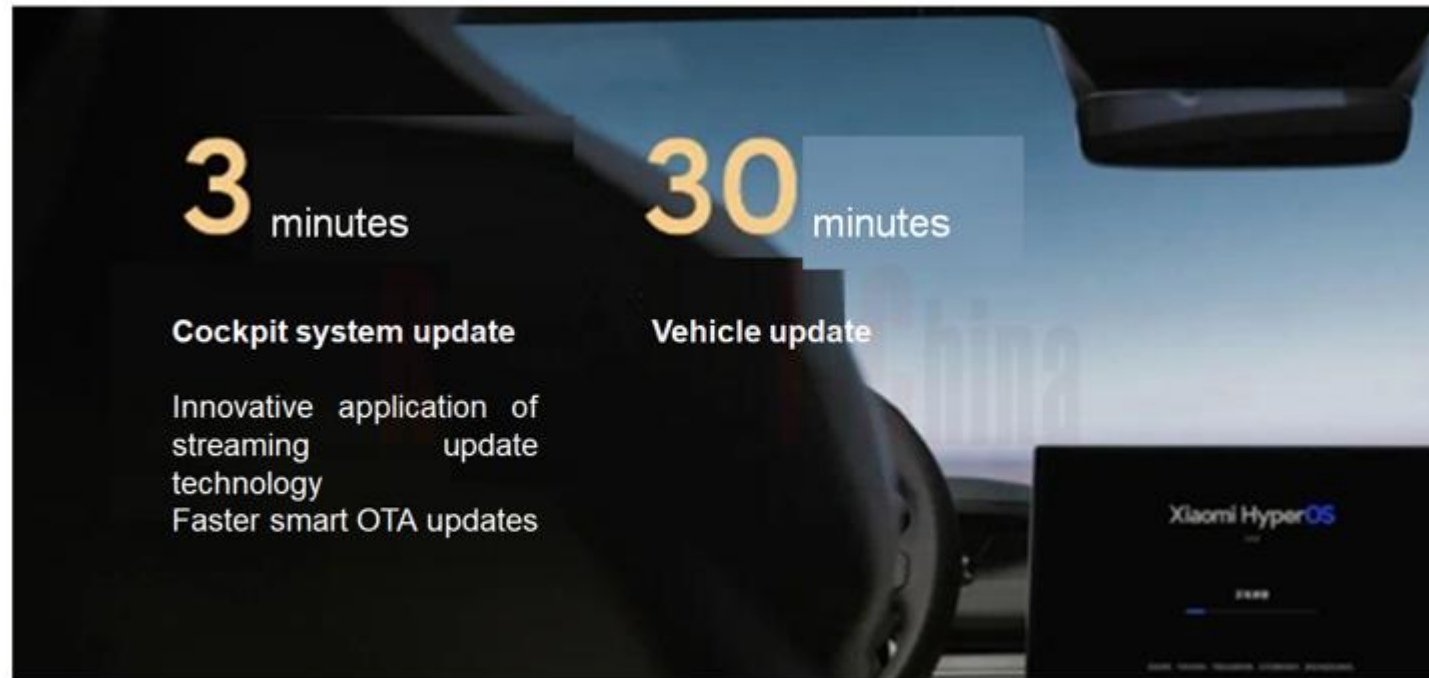 3 minutes
30 minutes
Cockpit system update
Vehicle update
Innovative application of
streaming update
technology
Faster smart OTA updates
Xiaomi HyperOS